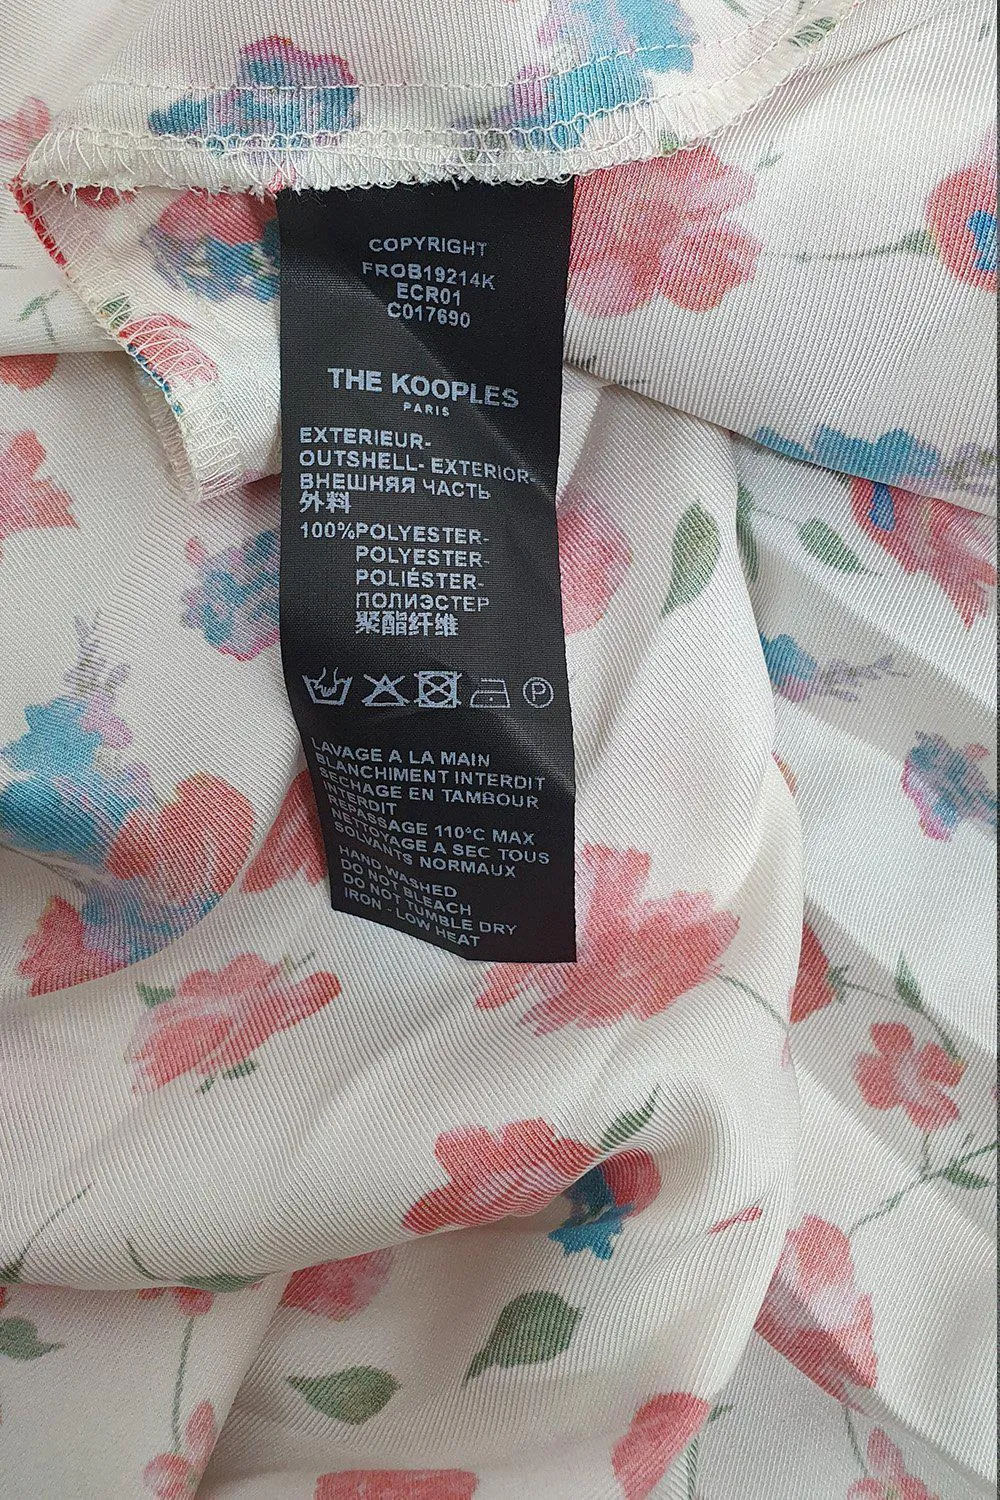 COPYRIGHT
FROB19214K
ECR01
C017690
THE KOOPLES
PARIS
EXTERIEUR-
OUTSHELL- EXTERIOR-
ВНЕШНЯЯ ЧАСТЬ
外料
100%POLYESTER-
POLYESTER-
POLIÉSTER-
ПОЛИЭСТЕР
聚酯纤维
P
LAVAGE A LA MAIN
BLANCHIMENT INTERDIT
SECHAGE EN TAMBOUR
INTERDIT
REPASSAGE 110°C MAX
NETTOYAGE A SEC TOUS
SOLVANTS NORMAUX
HAND WASHED
DO NOT BLEACH
DO NOT TUMBLE DRY
IRON - LOW HEAT